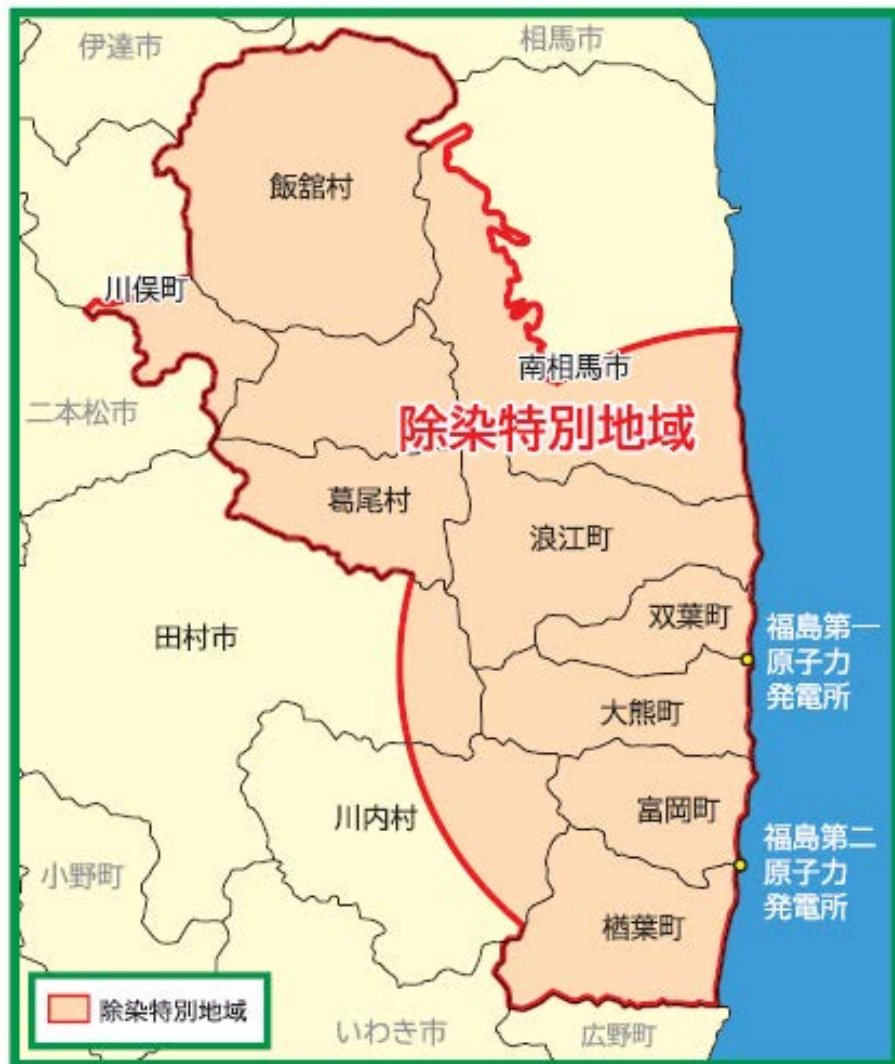 伊達市
相馬市
飯舘村
川俣町
南相馬市
二本松市
除染特別地域
葛尾村
浪江町
双葉町
福島第一
原子力
発電所
田村市
大熊町
富岡町
川内村
福島第二
原子力
発電所
小野町
楢葉町
除染特別地域
いわき市
広野町